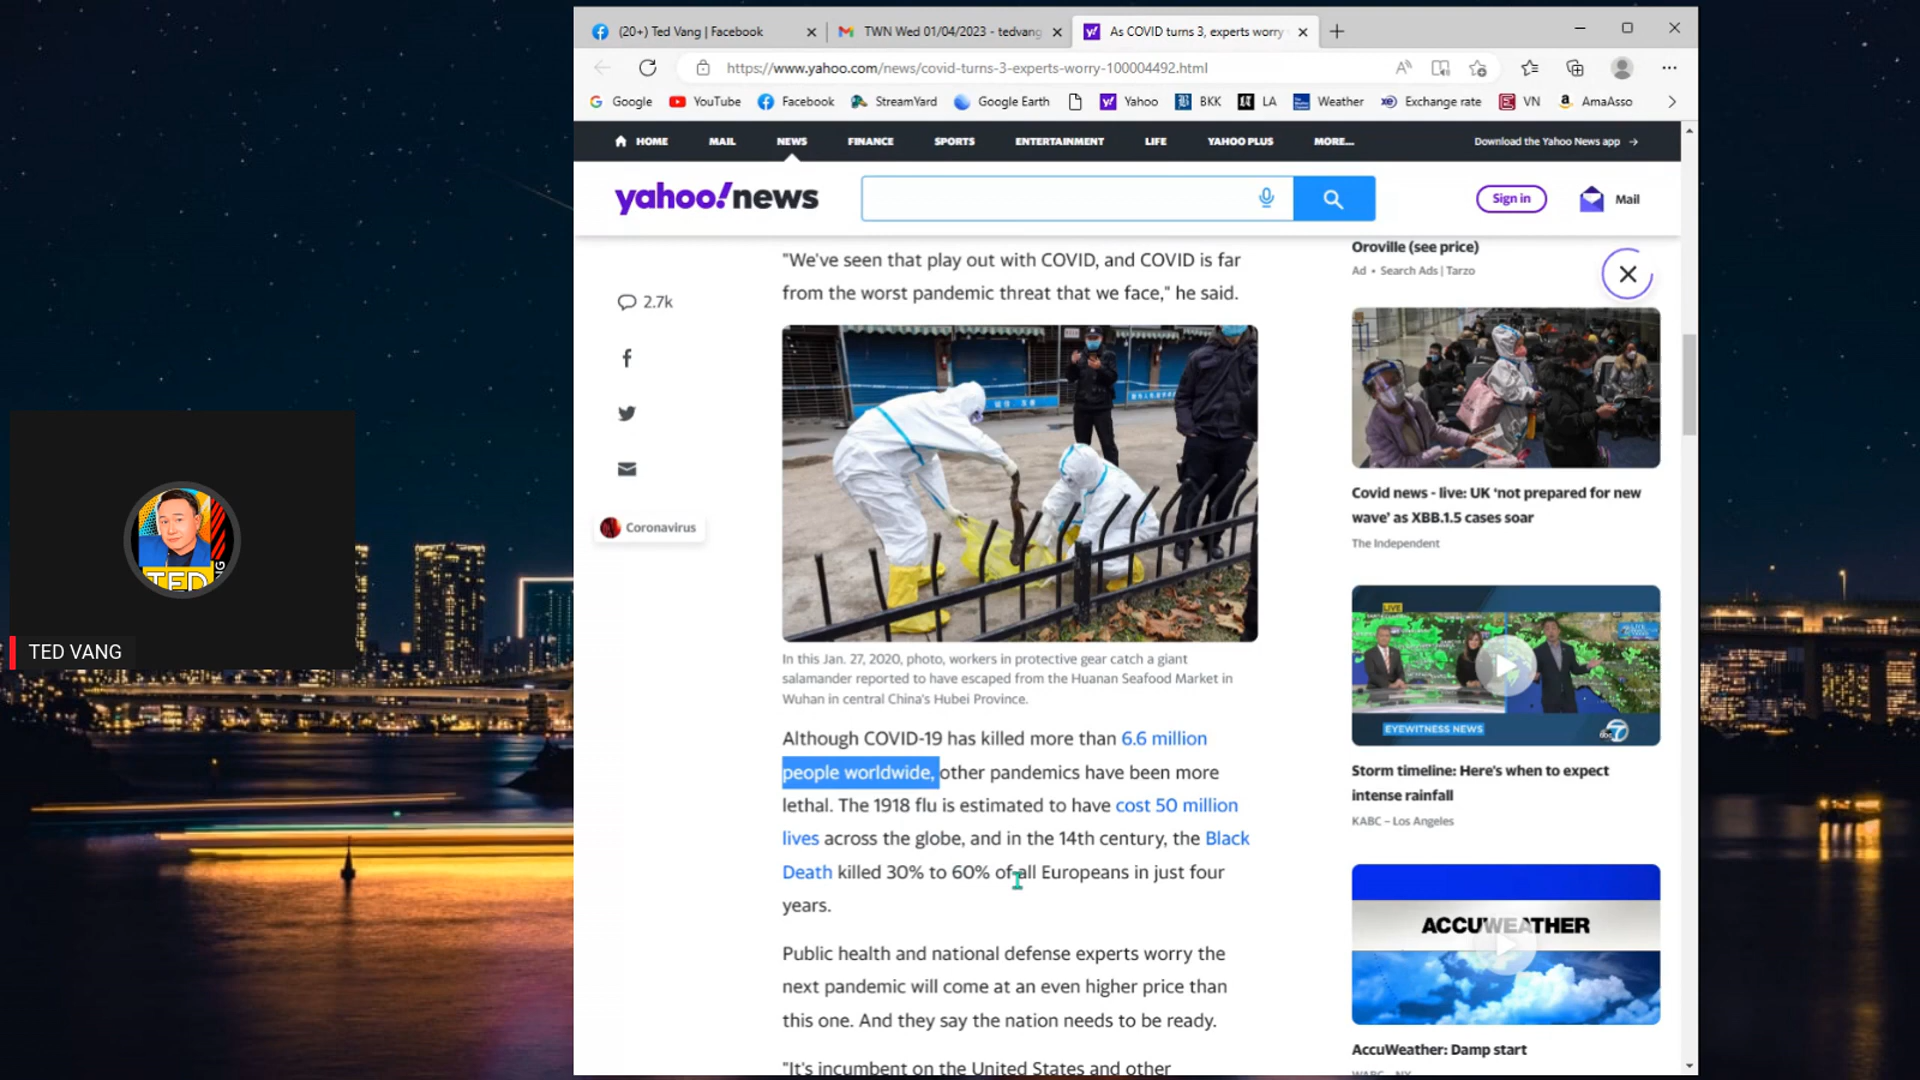 (20+) Ted Vang | Facebook
TWN Wed 01/04/2023 - tedvang
As COVID turns 3, experts worry
https://www.yahoo.com/news/covid-turns-3-experts-worry-100004492.html
Google
YouTube
Facebook
StreamYard
Google Earth
Yahoo
BKK
LA
Weather
Exchange rate
VN
AmaAsso
HOME
MAIL
NEWS
FINANCE
SPORTS
ENTERTAINMENT
LIFE
YAHOO PLUS
MORE...
Download the Yahoo News app →
yahoo!news
Sign in
Mail
2.7k
Coronavirus
"We've seen that play out with COVID, and COVID is far
from the worst pandemic threat that we face," he said.
In this Jan. 27, 2020, photo, workers in protective gear catch a giant
salamander reported to have escaped from the Huanan Seafood Market in
Wuhan in central China's Hubei Province.
Although COVID-19 has killed more than 6.6 million
people worldwide, other pandemics have been more
lethal. The 1918 flu is estimated to have cost 50 million
lives across the globe, and in the 14th century, the Black
Death killed 30% to 60% of all Europeans in just four
years.
Public health and national defense experts worry the
next pandemic will come at an even higher price than
this one. And they say the nation needs to be ready.
"It's incumbent on the United States and other
Oroville (see price)
Ad • Search Ads | Tarzo
Covid news - live: UK ‘not prepared for new
wave’ as XBB.1.5 cases soar
The Independent
LIVE
EYEWITNESS NEWS
abc 7
Storm timeline: Here's when to expect
intense rainfall
KABC – Los Angeles
ACCUWEATHER
AccuWeather: Damp start
WABC – NY
TED
TED VANG